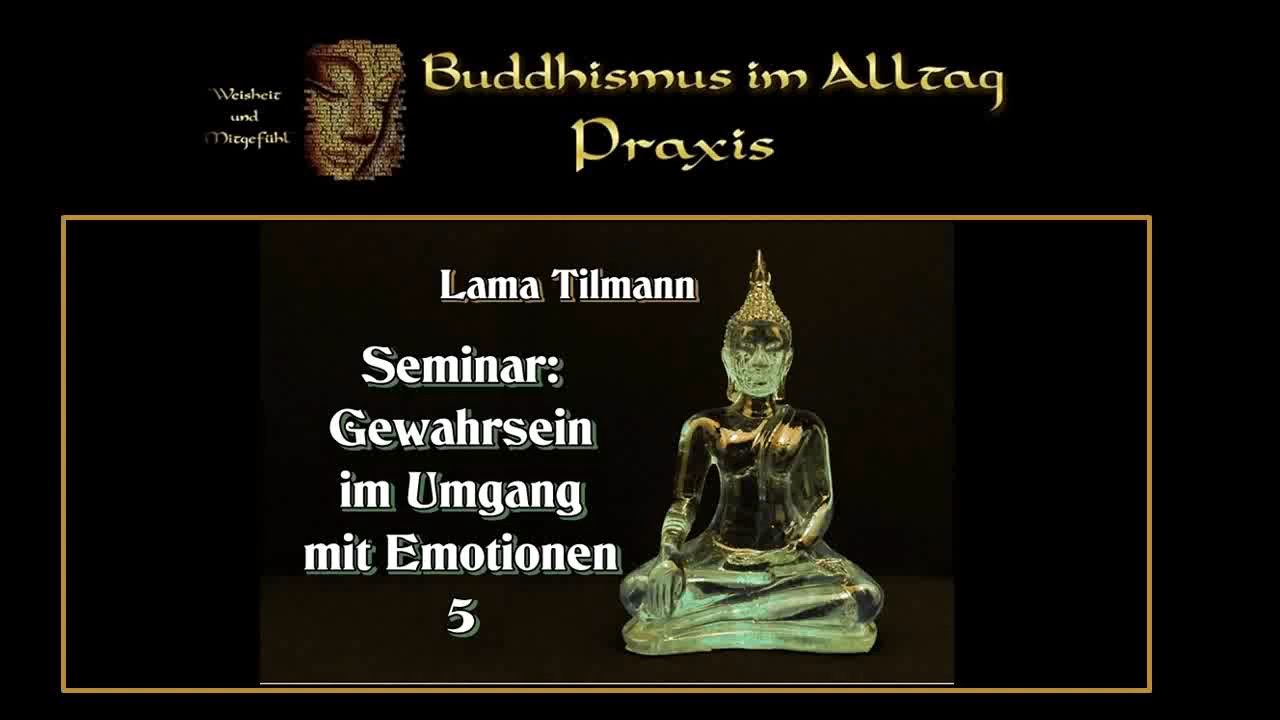 Weisheit
und
Mitgefühl
Buddhismus im Alltag
Praxis
Lama Tilmann
Seminar:
Gewahrsein
im Umgang
mit Emotionen
5